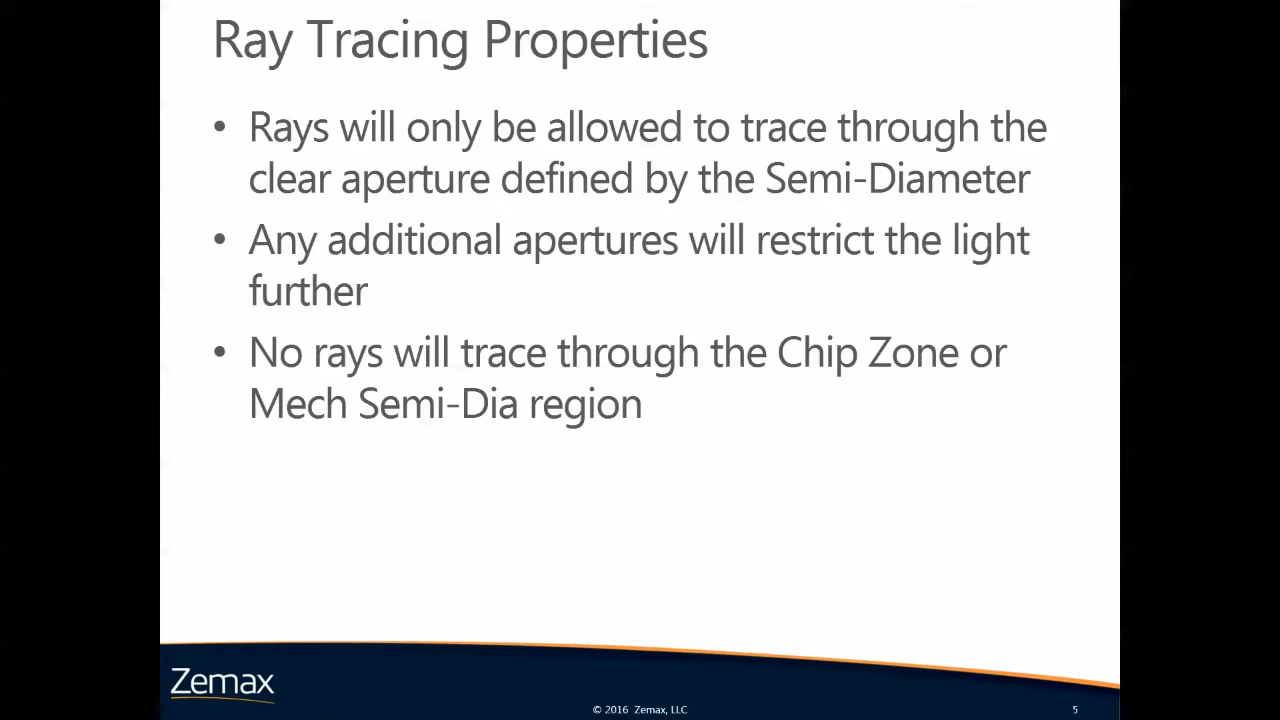 Ray Tracing Properties
• Rays will only be allowed to trace through the
clear aperture defined by the Semi-Diameter
• Any additional apertures will restrict the light
further
• No rays will trace through the Chip Zone or
Mech Semi-Dia region
Zemax
© 2016 Zemax, LLC
5